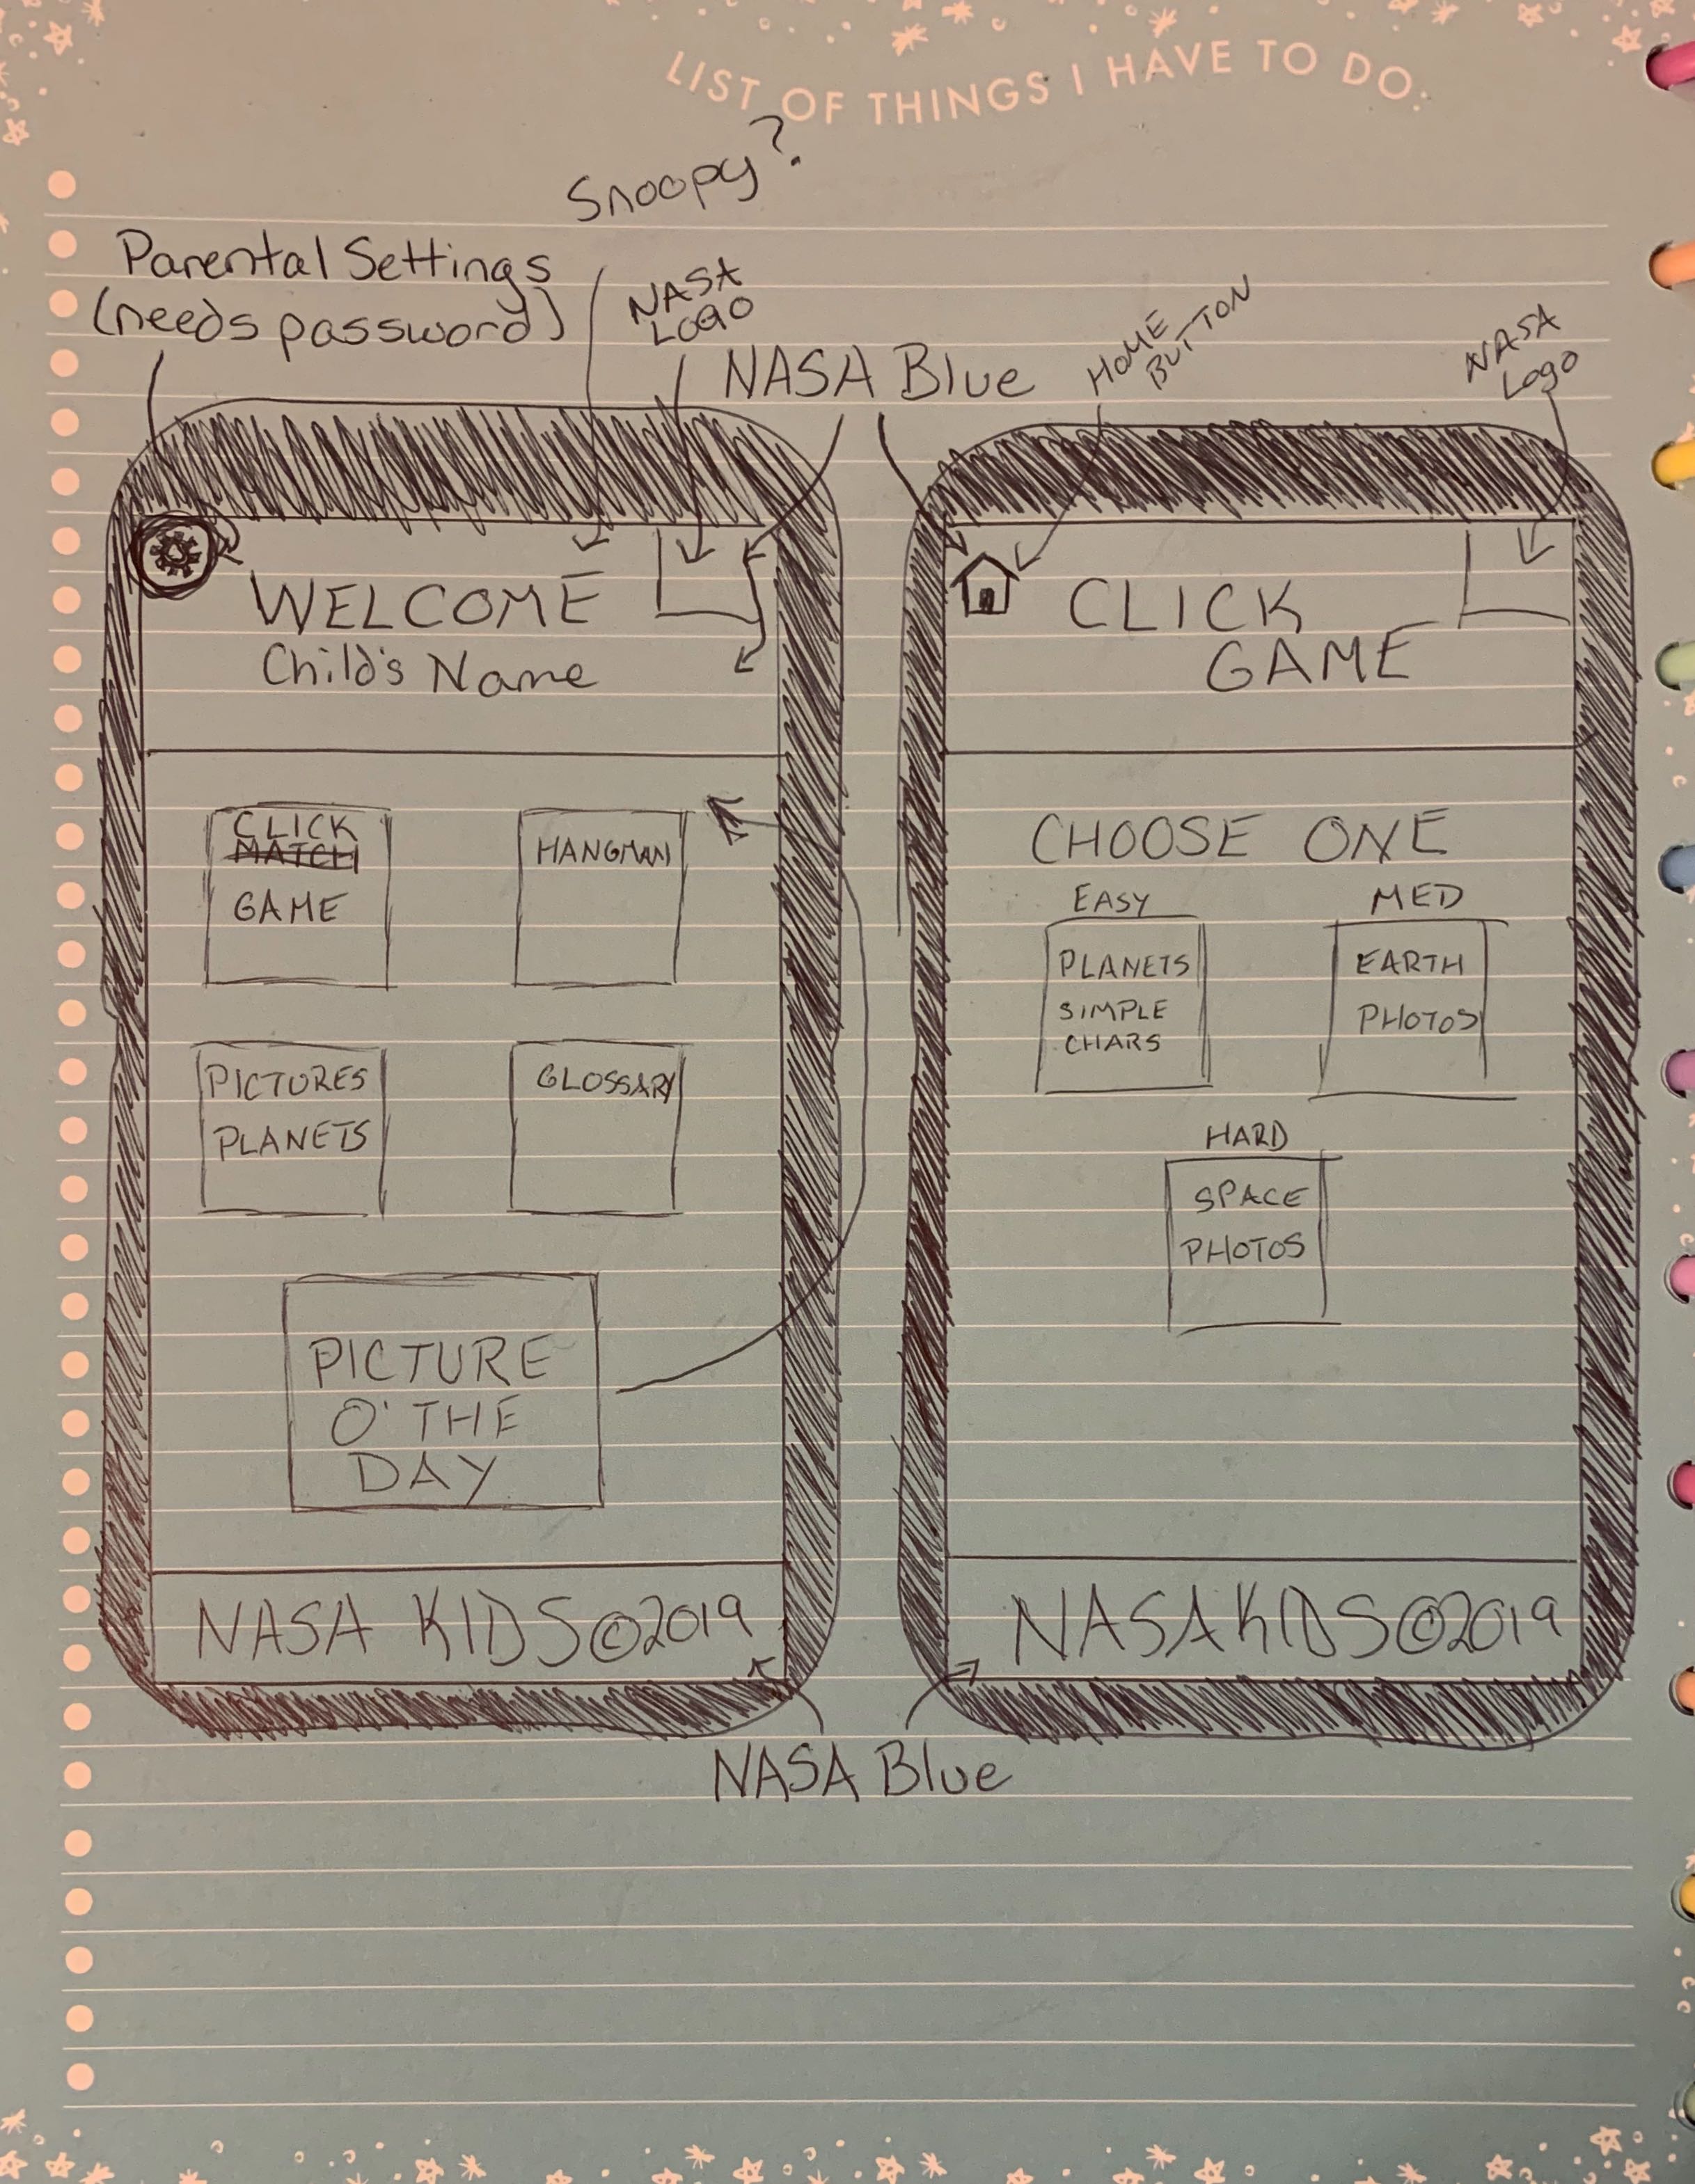 LIST OF THINGS I HAVE TO DO:
Snoopy?
Parental Settings
(needs password)
NASA
LOGO
NASA Blue
HOME
BUTTON
NASA
Logo
WELCOME
Child's Name
CLICK
MATCH
GAME
HANGMAN
PICTURES
PLANETS
GLOSSARY
PICTURE
O' THE
DAY
NASA KIDS©2019
CLICK
GAME
CHOOSE ONE
EASY
PLANETS
SIMPLE
CHARS
MED
EARTH
PHOTOS
HARD
SPACE
PHOTOS
NASA KIDS©2019
NASA Blue